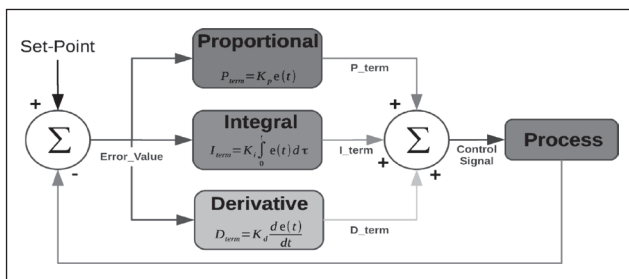 Set-Point
+
Σ
-
Error_Value
Proportional
P_term = K_p e(t)
Integral
I_term = K_i ∫_0^t e(t) d τ
Derivative
D_term = K_d de(t)/dt
P_term
I_term
D_term
+
+
+
Σ
Control
Signal
Process